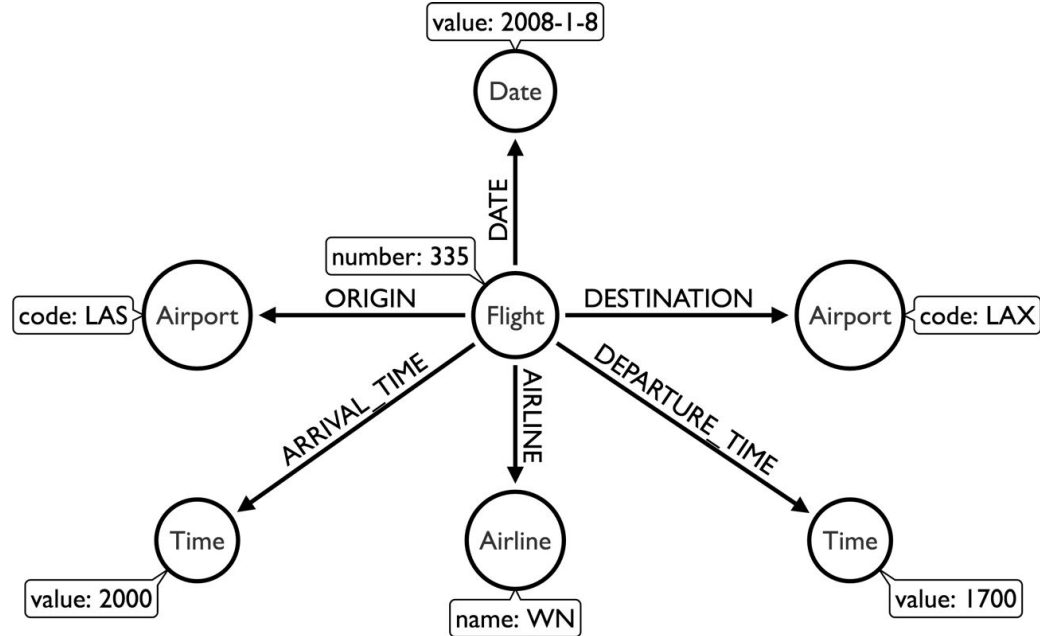 value: 2008-1-8
Date
DATE
number: 335
code: LAS
Airport
ORIGIN
Flight
DESTINATION
Airport
code: LAX
ARRIVAL_TIME
AIRLINE
DEPARTURE_TIME
Time
Airline
Time
value: 2000
name: WN
value: 1700